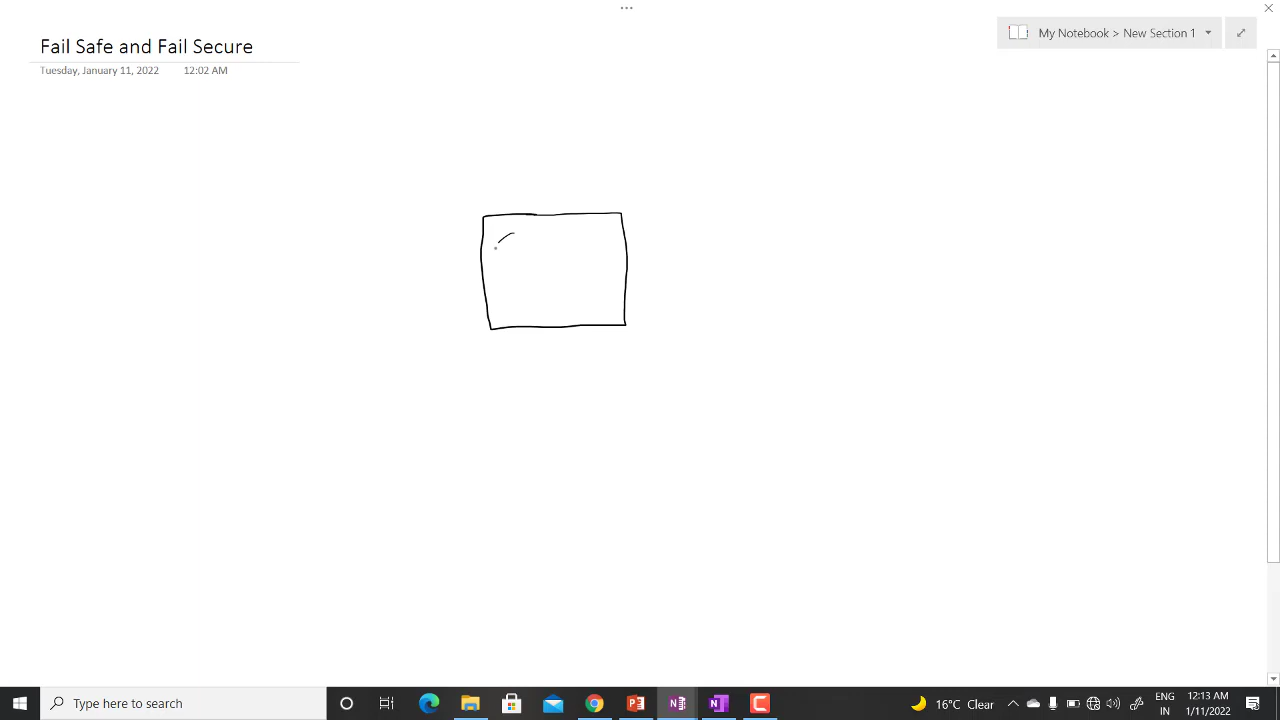 My Notebook > New Section 1
Fail Safe and Fail Secure
Tuesday, January 11, 2022 12:02 AM
Type here to search
16°C Clear
ENG
IN
12:13 AM
1/11/2022